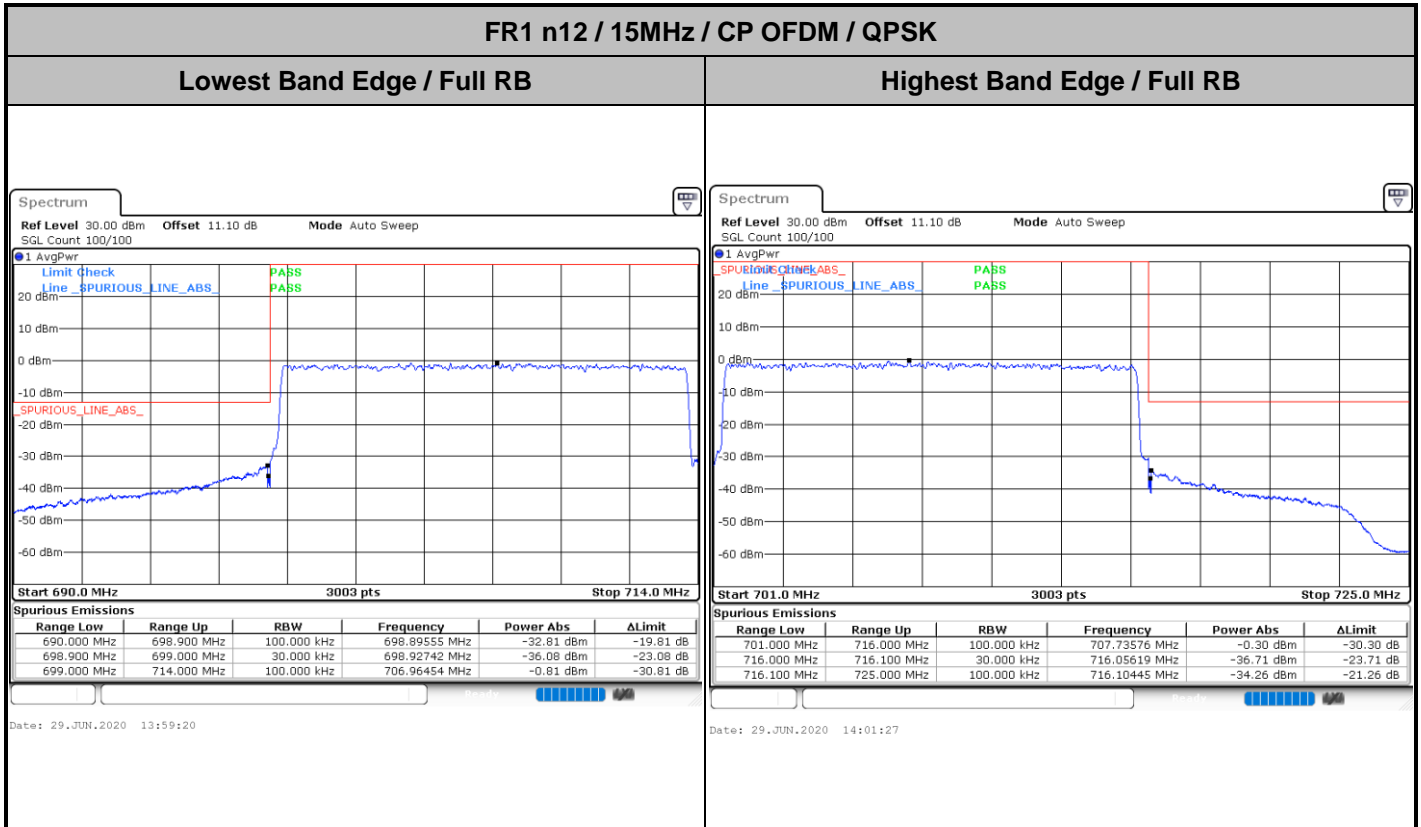 FR1 n12 / 15MHz / CP OFDM / QPSK
Lowest Band Edge / Full RB
Highest Band Edge / Full RB
Spectrum
Ref Level 30.00 dBm Offset 11.10 dB Mode Auto Sweep
SGL Count 100/100
1 AvgPwr
Limit Check PASS
Line _SPURIOUS_LINE_ABS_ PASS
20 dBm
10 dBm
0 dBm
-10 dBm
_SPURIOUS_LINE_ABS_
-20 dBm
-30 dBm
-40 dBm
-50 dBm
-60 dBm
Start 690.0 MHz 3003 pts Stop 714.0 MHz
Spurious Emissions
Range Low Range Up RBW Frequency Power Abs ΔLimit
690.000 MHz 698.900 MHz 100.000 kHz 698.89555 MHz -32.81 dBm -19.81 dB
698.900 MHz 699.000 MHz 30.000 kHz 698.92742 MHz -36.08 dBm -23.08 dB
699.000 MHz 714.000 MHz 100.000 kHz 706.96454 MHz -0.81 dBm -30.81 dB
Ready
Date: 29.JUN.2020 13:59:20
Spectrum
Ref Level 30.00 dBm Offset 11.10 dB Mode Auto Sweep
SGL Count 100/100
1 AvgPwr
_SPURIOUS_LINE_ABS_
Limit Check PASS
Line _SPURIOUS_LINE_ABS_ PASS
20 dBm
10 dBm
0 dBm
-10 dBm
-20 dBm
-30 dBm
-40 dBm
-50 dBm
-60 dBm
Start 701.0 MHz 3003 pts Stop 725.0 MHz
Spurious Emissions
Range Low Range Up RBW Frequency Power Abs ΔLimit
701.000 MHz 716.000 MHz 100.000 kHz 707.73576 MHz -0.30 dBm -30.30 dB
716.000 MHz 716.100 MHz 30.000 kHz 716.05619 MHz -36.71 dBm -23.71 dB
716.100 MHz 725.000 MHz 100.000 kHz 716.10445 MHz -34.26 dBm -21.26 dB
Ready
Date: 29.JUN.2020 14:01:27